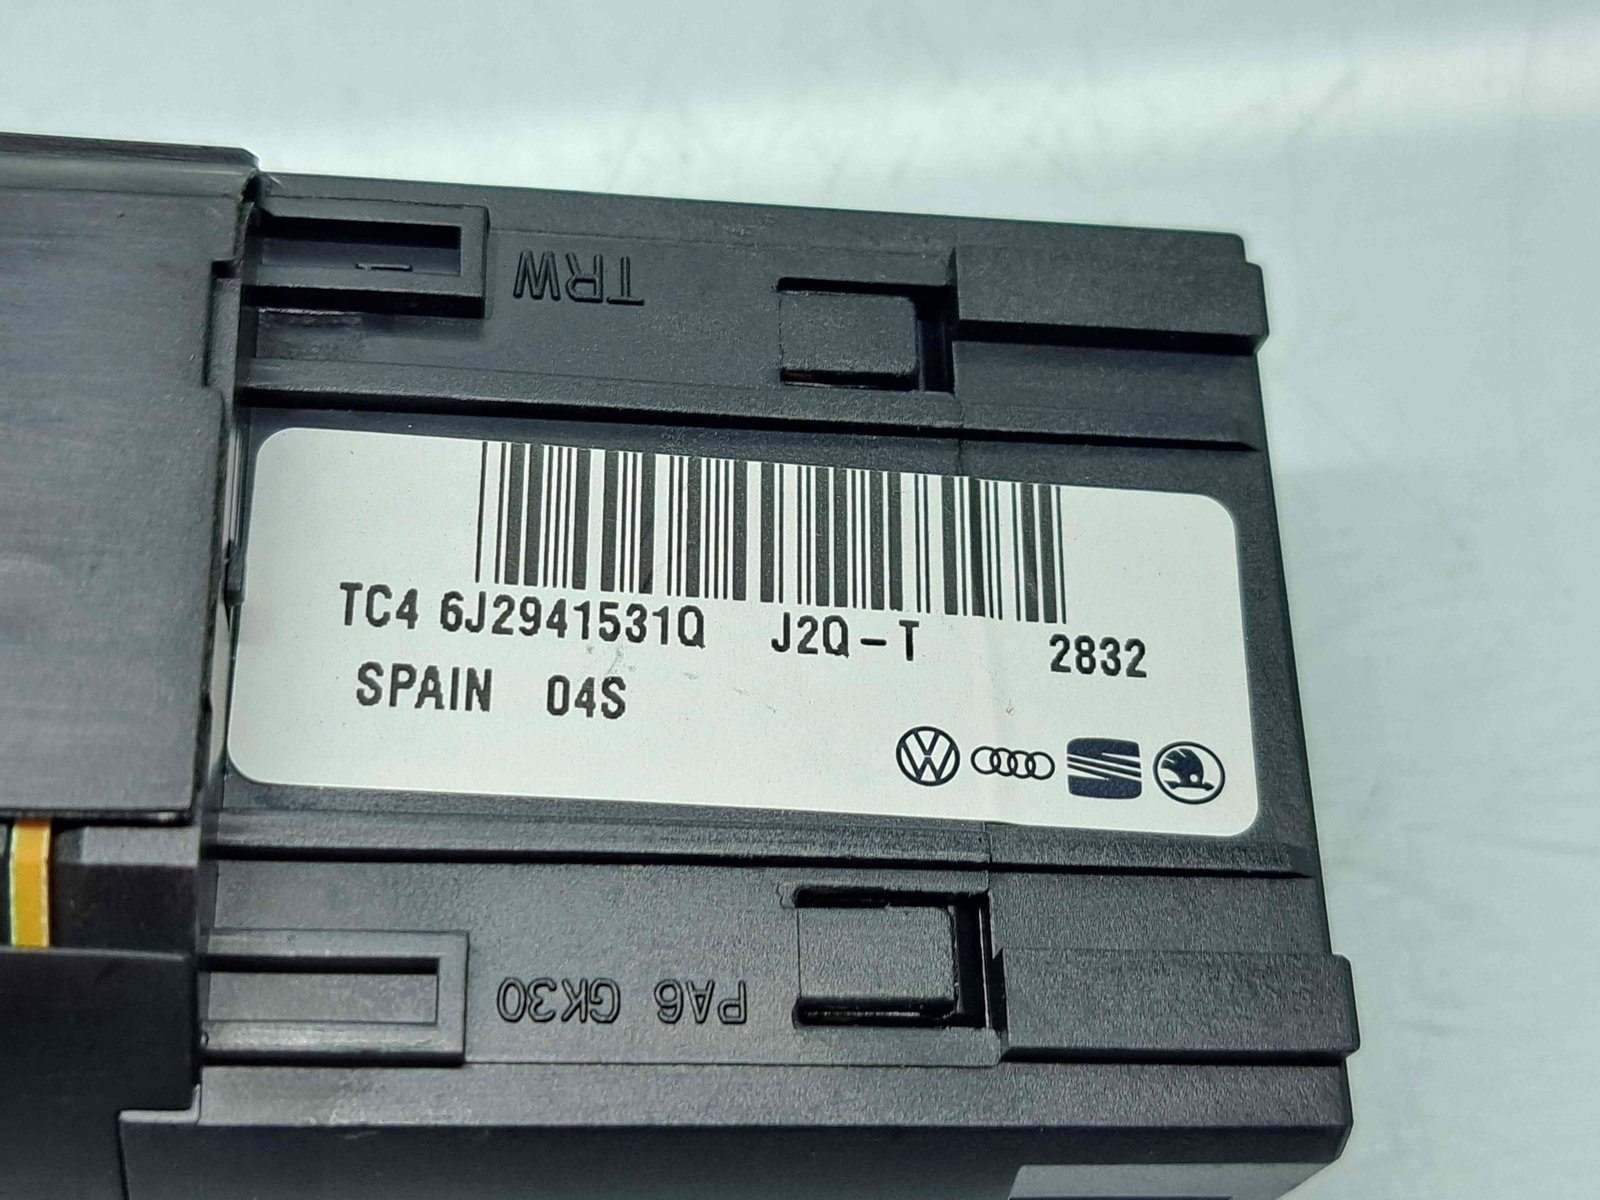 TRW
TC4 6J2941531Q J2Q-T 2832
SPAIN 04S
PA6 GK30